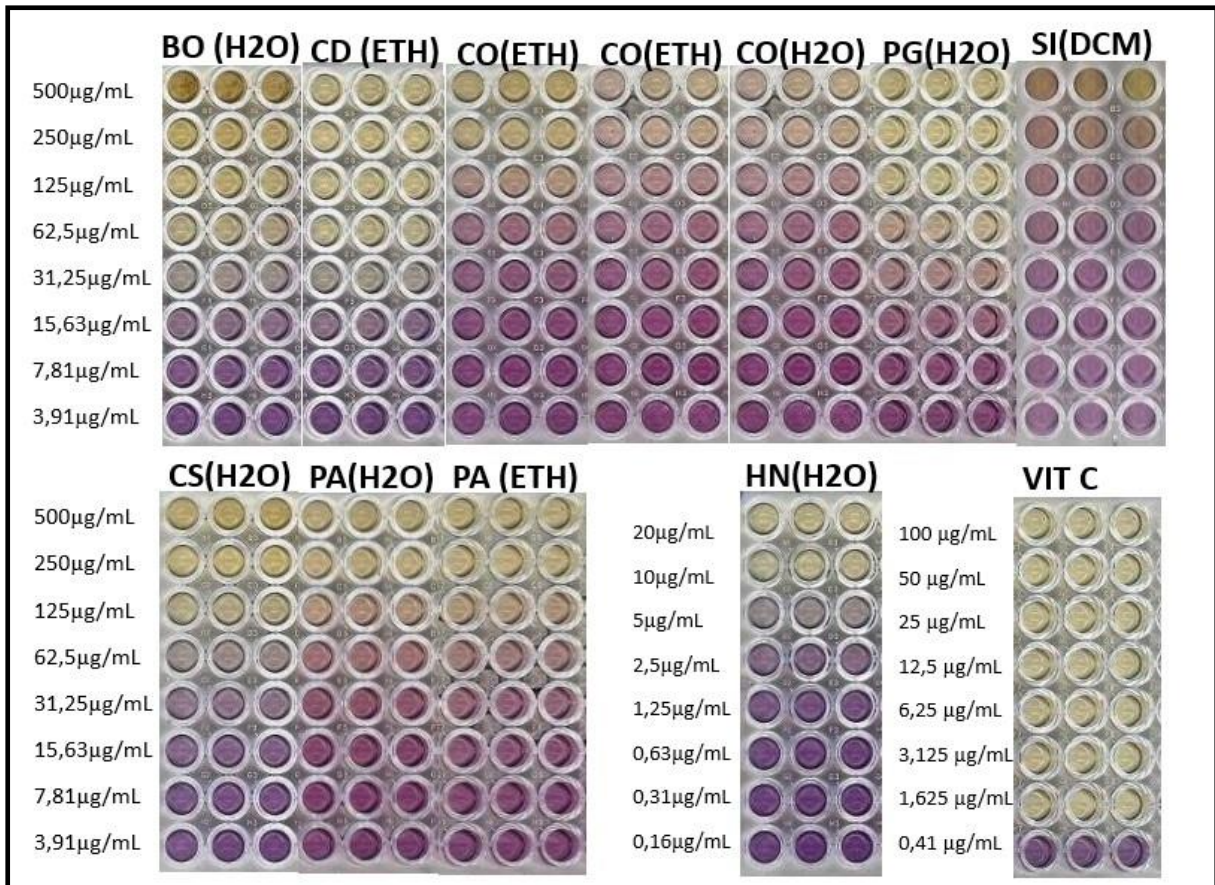 BO (H2O) CD (ETH) CO(ETH) CO(ETH) CO(H2O) PG(H2O) SI(DCM)
500µg/mL
250µg/mL
125µg/mL
62,5µg/mL
31,25µg/mL
15,63µg/mL
7,81µg/mL
3,91µg/mL
CS(H2O) PA(H2O) PA (ETH) HN(H2O) VIT C
500µg/mL
250µg/mL
125µg/mL
62,5µg/mL
31,25µg/mL
15,63µg/mL
7,81µg/mL
3,91µg/mL
20µg/mL
10µg/mL
5µg/mL
2,5µg/mL
1,25µg/mL
0,63µg/mL
0,31µg/mL
0,16µg/mL
100 µg/mL
50 µg/mL
25 µg/mL
12,5 µg/mL
6,25 µg/mL
3,125 µg/mL
1,625 µg/mL
0,41 µg/mL